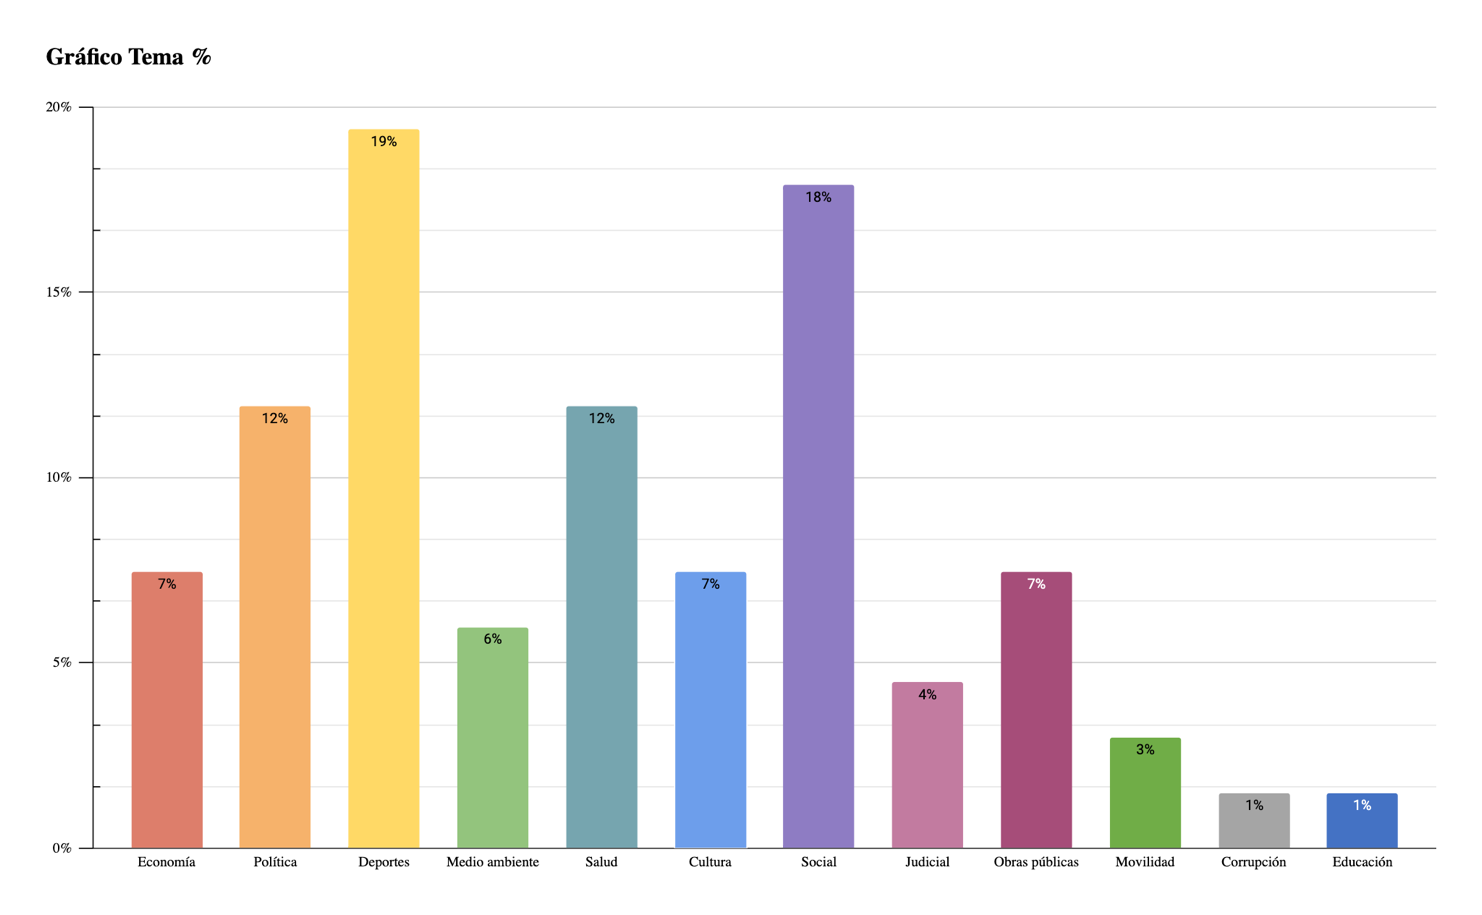 Gráfico Tema %
20%
15%
10%
5%
0%
7%
12%
19%
6%
12%
7%
18%
4%
7%
3%
1%
1%
Economía
Política
Deportes
Medio ambiente
Salud
Cultura
Social
Judicial
Obras públicas
Movilidad
Corrupción
Educación